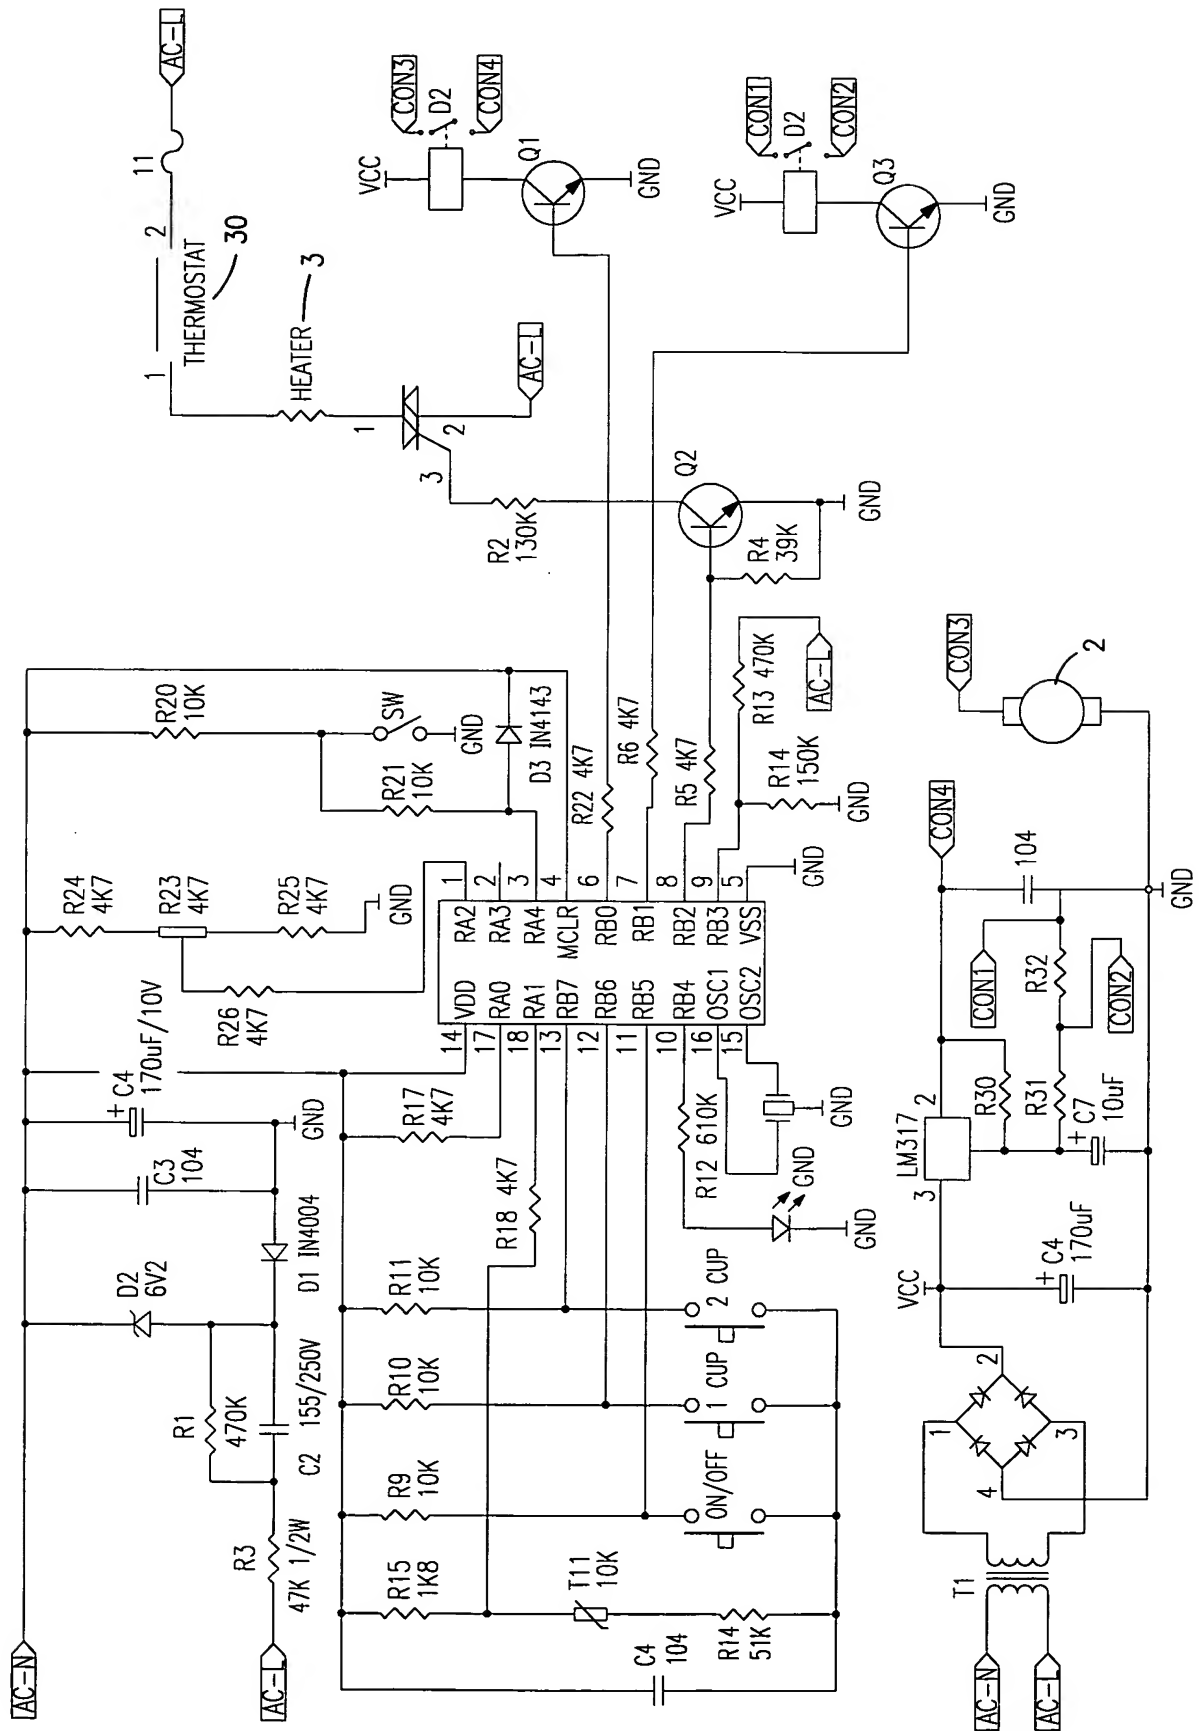 AC-N
AC-L
R3
47K 1/2W
R1
470K
C2 155/250V
D2
6V2
D1 IN4004
C3
104
C4
+
170uF/10V
GND
R24
4K7
R23
4K7
R25
4K7
GND
R26
4K7
R20
10K
R21
10K
SW
GND
D3 IN4143
AC-L
11
2
THERMOSTAT
30
1
HEATER
3
1
2
3
AC-L
VCC
CON3
D2
CON4
Q1
GND
VCC
CON1
D2
CON2
Q3
GND
R15
1K8
R9
10K
R10
10K
R11
10K
R17
4K7
R18 4K7
T11
10K
C4
104
R14
51K
ON/OFF
1 CUP
2 CUP
R12 610K
GND
GND
GND
14 VDD RA2 1
17 RA0 RA3 2
18 RA1 RA4 3
13 RB7 MCLR 4
12 RB6 RB0 6
11 RB5 RB1 7
10 RB4 RB2 8
16 OSC1 RB3 9
15 OSC2 VSS 5
GND
R22 4K7
R6 4K7
R5 4K7
R13 470K
AC-L
R14
150K
GND
R2
130K
Q2
R4
39K
GND
AC-N
AC-L
T1
1
2
3
4
VCC
C4
+
170uF
LM317
3
2
R30
R31
C7
+
10uF
R32
CON1
CON2
CON4
104
GND
CON3
2